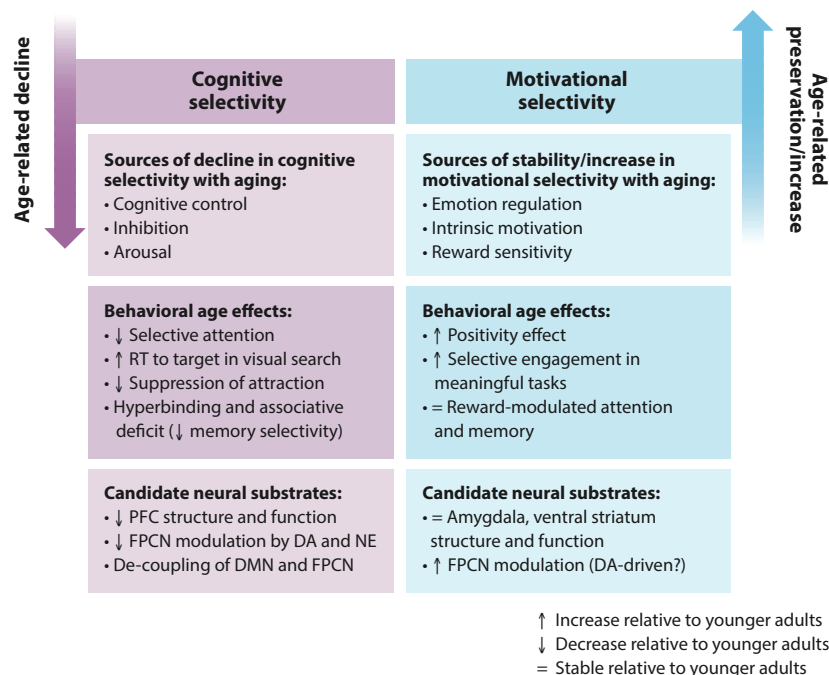 Age-related decline
Cognitive
selectivity
Motivational
selectivity
Age-related
preservation/increase
Sources of decline in cognitive
selectivity with aging:
• Cognitive control
• Inhibition
• Arousal
Sources of stability/increase in
motivational selectivity with aging:
• Emotion regulation
• Intrinsic motivation
• Reward sensitivity
Behavioral age effects:
• ↓ Selective attention
• ↑ RT to target in visual search
• ↓ Suppression of attraction
• Hyperbinding and associative
deficit (↓ memory selectivity)
Behavioral age effects:
• ↑ Positivity effect
• ↑ Selective engagement in
meaningful tasks
• = Reward-modulated attention
and memory
Candidate neural substrates:
• ↓ PFC structure and function
• ↓ FPCN modulation by DA and NE
• De-coupling of DMN and FPCN
Candidate neural substrates:
• = Amygdala, ventral striatum
structure and function
• ↑ FPCN modulation (DA-driven?)
↑ Increase relative to younger adults
↓ Decrease relative to younger adults
= Stable relative to younger adults